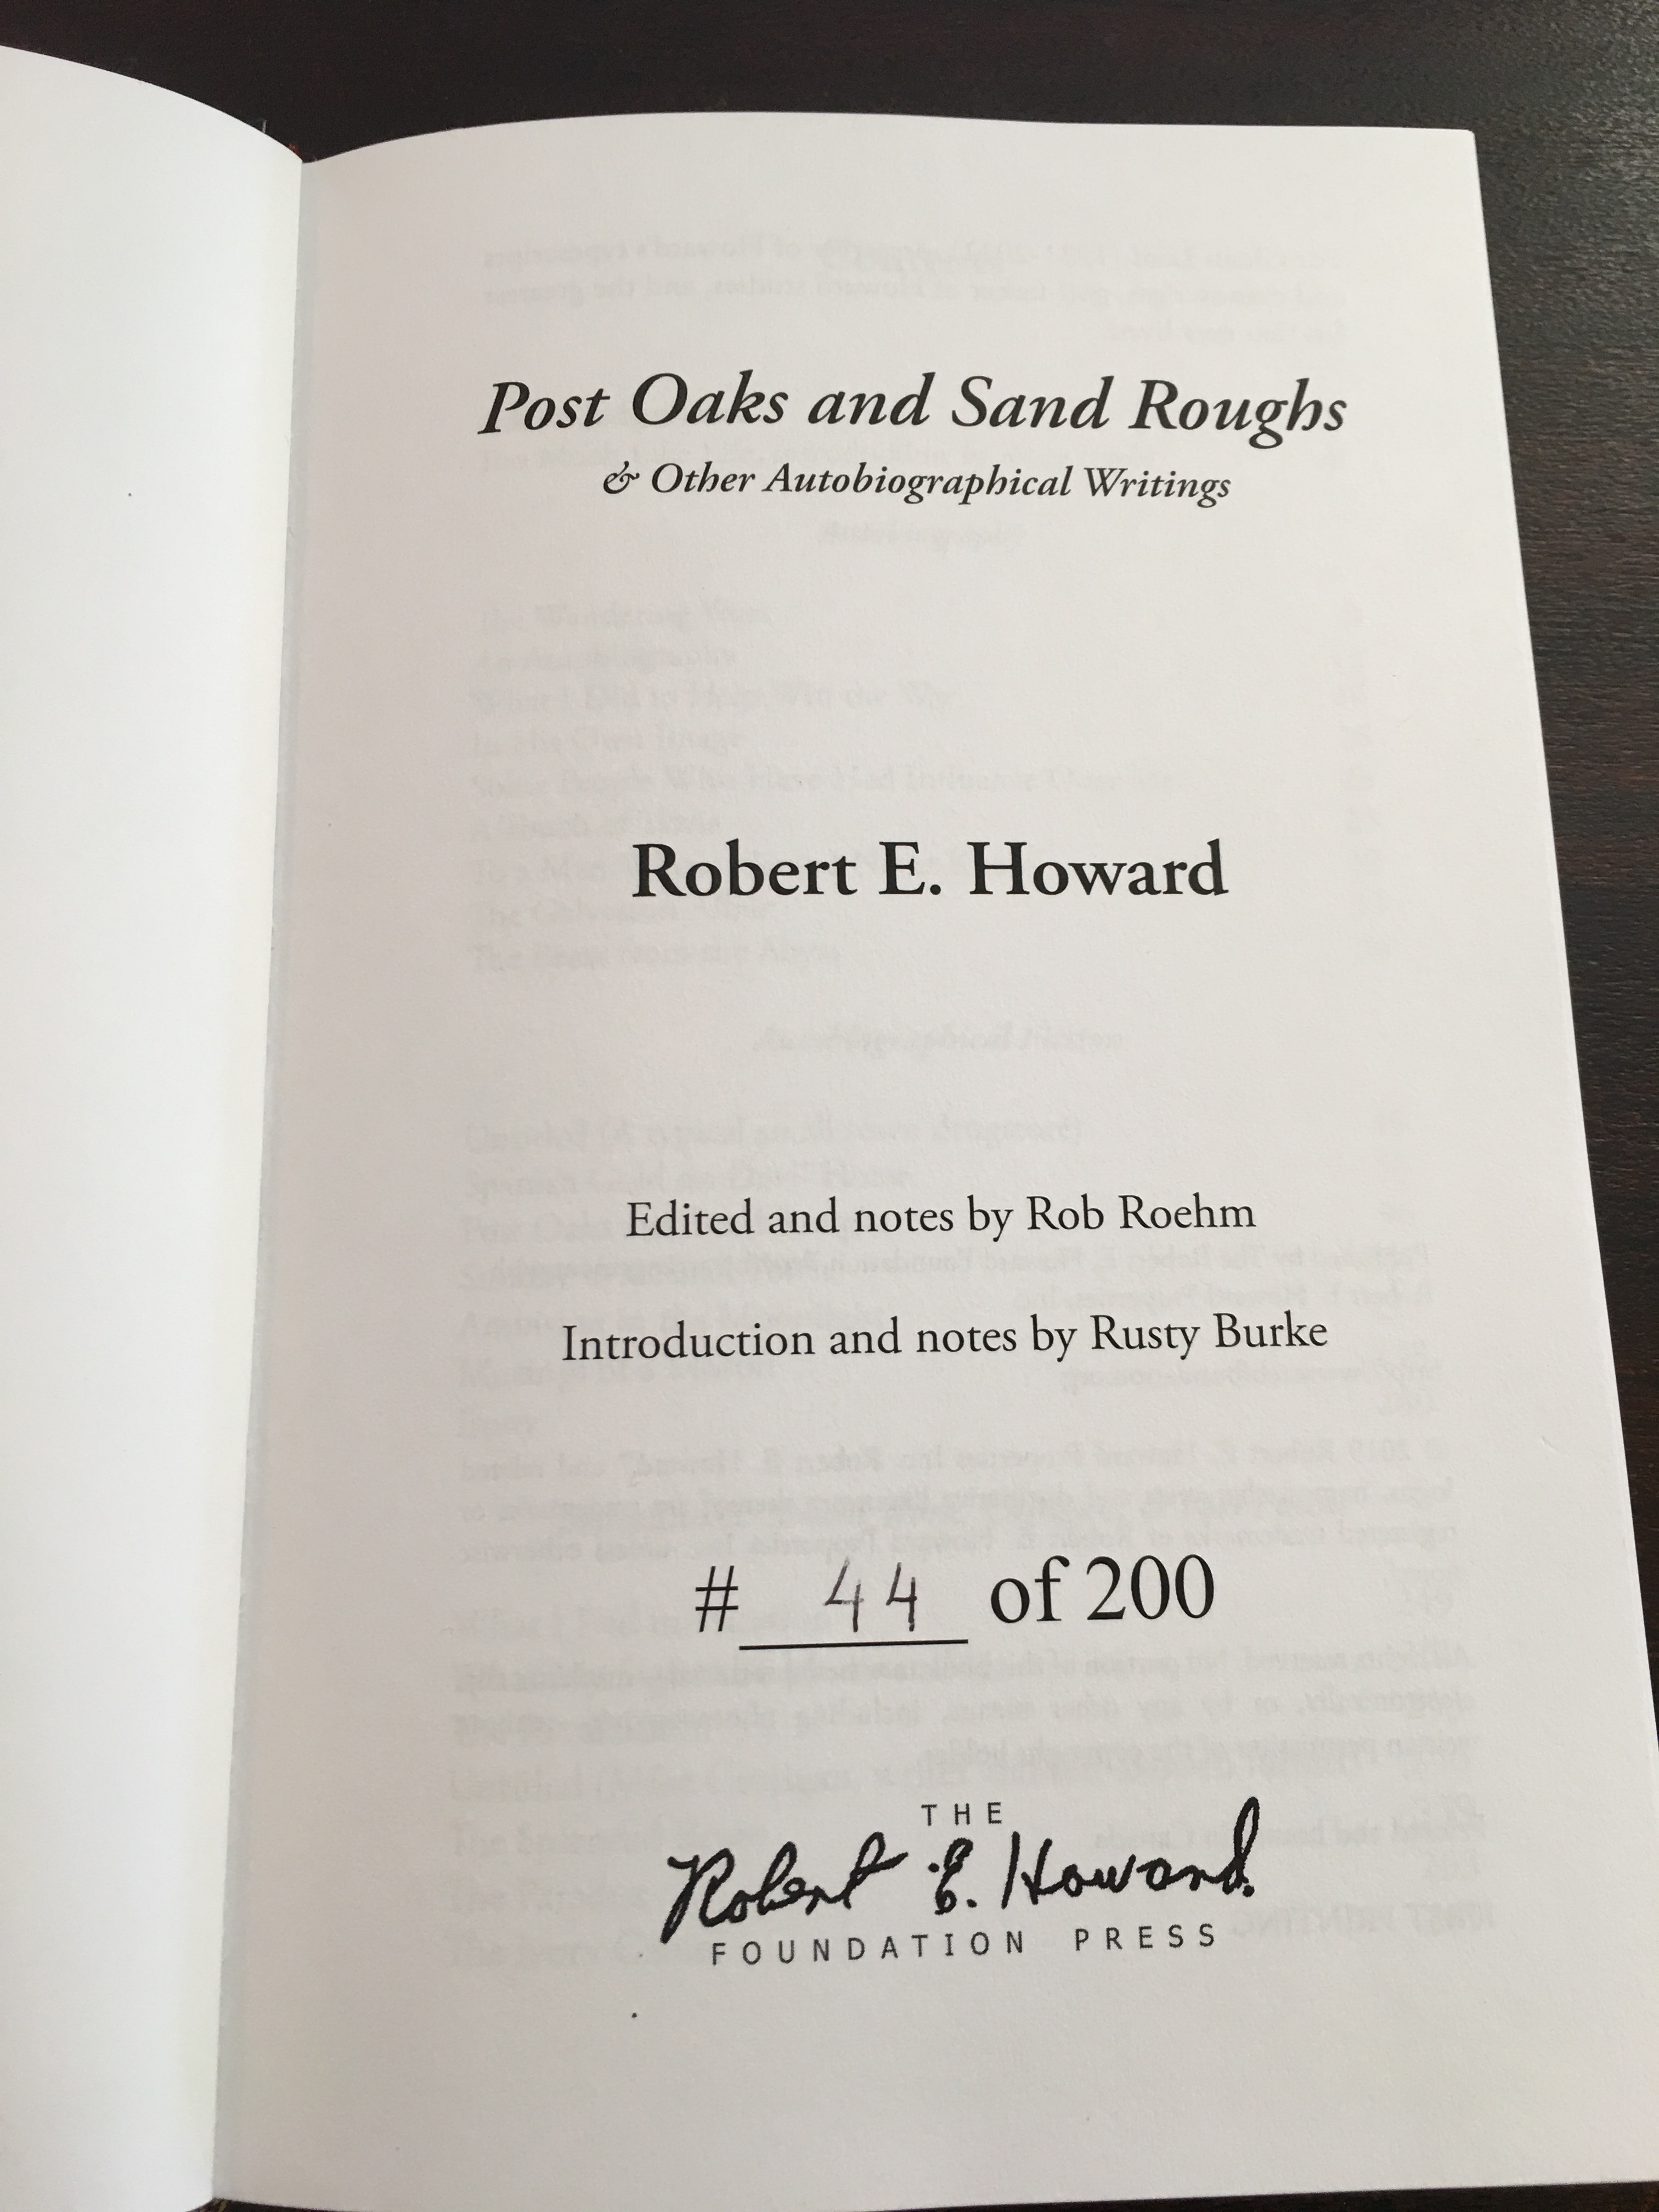 Post Oaks and Sand Roughs
& Other Autobiographical Writings
Robert E. Howard
Edited and notes by Rob Roehm
Introduction and notes by Rusty Burke
# 44 of 200
THE
Robert E. Howard
FOUNDATION PRESS